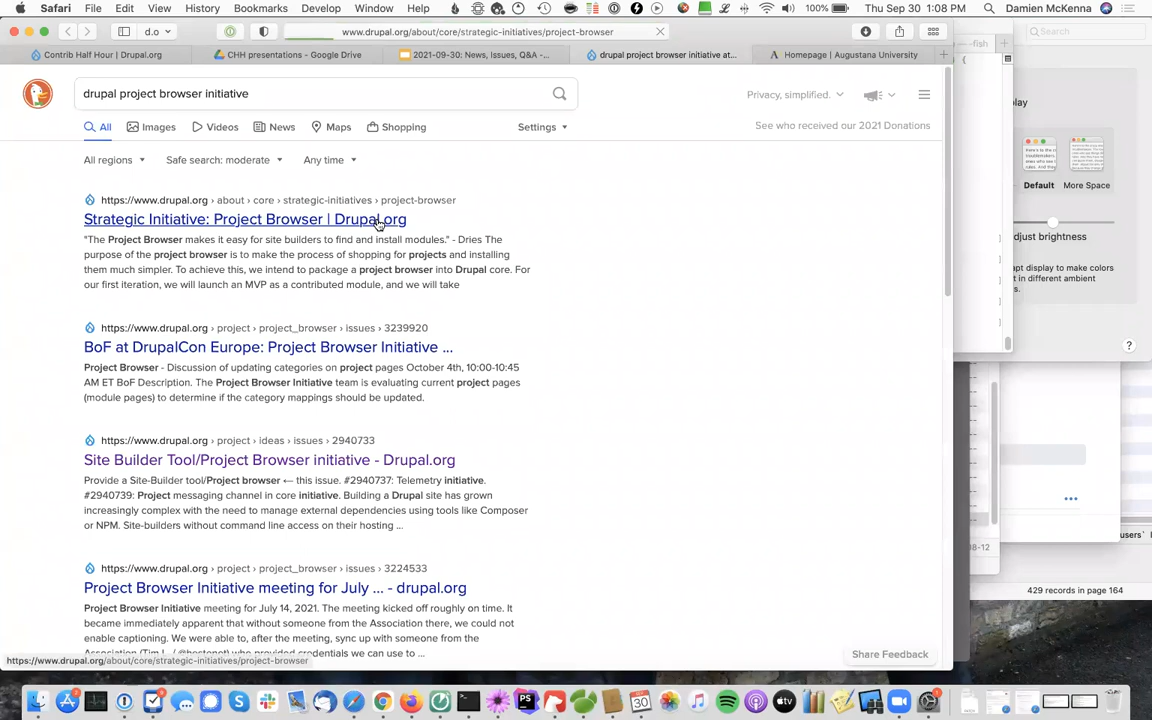 Safari File Edit View History Bookmarks Develop Window Help 100% Thu Sep 30 1:08 PM Damien McKenna
d.o www.drupal.org/about/core/strategic-initiatives/project-browser
Contrib Half Hour | Drupal.org CHH presentations - Google Drive 2021-09-30: News, Issues, Q&A -... drupal project browser initiative at... Homepage | Augustana University
— -fish
Search
{
drupal project browser initiative
Privacy, simplified.
play
All Images Videos News Maps Shopping Settings
See who received our 2021 Donations
All regions Safe search: moderate Any time
Default More Space
https://www.drupal.org › about › core › strategic-initiatives › project-browser
Strategic Initiative: Project Browser | Drupal.org
"The Project Browser makes it easy for site builders to find and install modules." - Dries The
purpose of the project browser is to make the process of shopping for projects and installing
them much simpler. To achieve this, we intend to package a project browser into Drupal core. For
our first iteration, we will launch an MVP as a contributed module, and we will take
djust brightness
apt display to make colors
t in different ambient
s.
?
https://www.drupal.org › project › project_browser › issues › 3239920
BoF at DrupalCon Europe: Project Browser Initiative ...
Project Browser - Discussion of updating categories on project pages October 4th, 10:00-10:45
AM ET BoF Description. The Project Browser Initiative team is evaluating current project pages
(module pages) to determine if the category mappings should be updated.
https://www.drupal.org › project › ideas › issues › 2940733
Site Builder Tool/Project Browser initiative - Drupal.org
Provide a Site-Builder tool/Project browser ← this issue. #2940737: Telemetry initiative.
#2940739: Project messaging channel in core initiative. Building a Drupal site has grown
increasingly complex with the need to manage external dependencies using tools like Composer
or NPM. Site-builders without command line access on their hosting ...
users`
08-12
https://www.drupal.org › project › project_browser › issues › 3224533
Project Browser Initiative meeting for July ... - drupal.org
Project Browser Initiative meeting for July 14, 2021. The meeting kicked off roughly on time. It
became immediately apparent that without someone from the Association there, we could not
enable captioning. We were able to, after the meeting, sync up with someone from the
Association (Tim L. / @hestenet) who provided credentials we can use to ...
429 records in page 164
Share Feedback
https://www.drupal.org/about/core/strategic-initiatives/project-browser